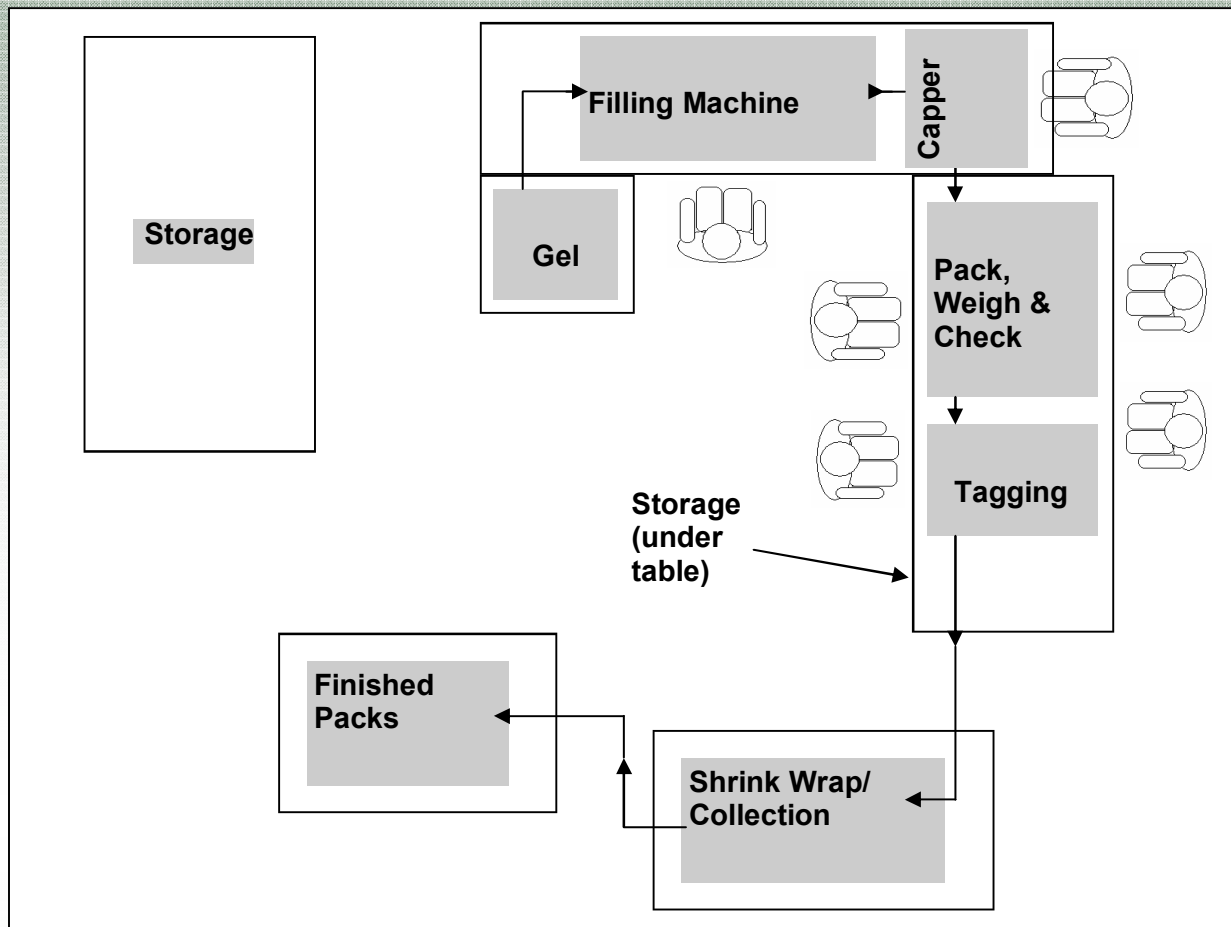 Storage
Filling Machine
Capper
Gel
Pack,
Weigh &
Check
Tagging
Storage
(under
table)
Finished
Packs
Shrink Wrap/
Collection